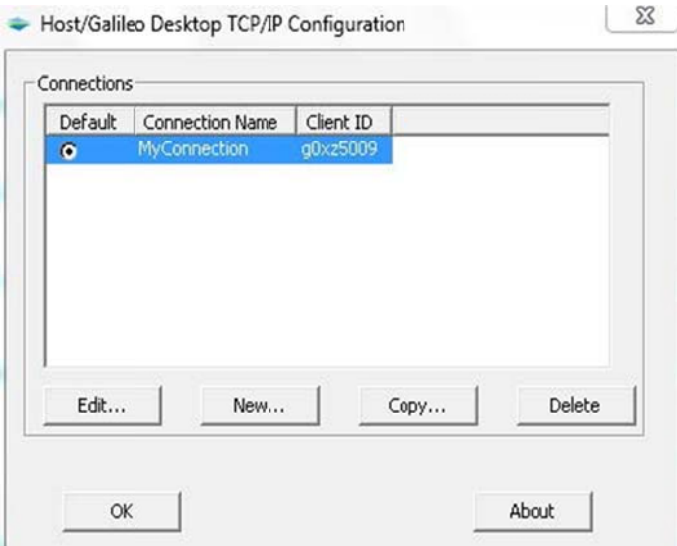 Host/Galileo Desktop TCP/IP Configuration
Connections
Default Connection Name Client ID
MyConnection g0xz5009
Edit... New... Copy... Delete
OK About